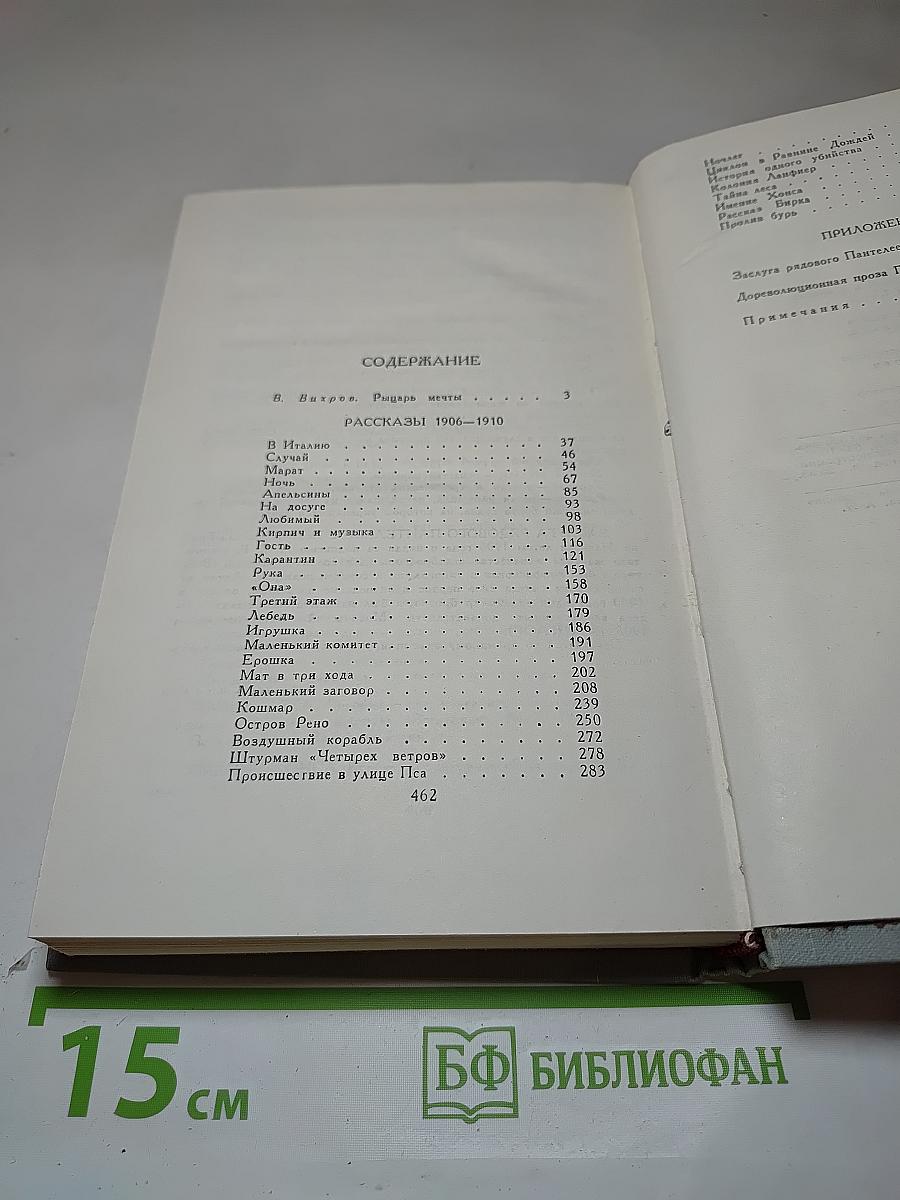 СОДЕРЖАНИЕ
В. Вихров. Рыцарь мечты . . . . . 3
РАССКАЗЫ 1906—1910
В Италию . . . . . . . . . . . . . 37
Случай . . . . . . . . . . . . . . 46
Марат . . . . . . . . . . . . . . 54
Ночь . . . . . . . . . . . . . . . 67
Апельсины . . . . . . . . . . . . 85
На досуге . . . . . . . . . . . . 93
Любимый . . . . . . . . . . . . . 98
Кирпич и музыка . . . . . . . . . 103
Гость . . . . . . . . . . . . . . 116
Карантин . . . . . . . . . . . . . 121
Рука . . . . . . . . . . . . . . . 153
«Она» . . . . . . . . . . . . . . 158
Третий этаж . . . . . . . . . . . 170
Лебедь . . . . . . . . . . . . . . 179
Игрушка . . . . . . . . . . . . . 186
Маленький комитет . . . . . . . . 191
Ерошка . . . . . . . . . . . . . . 197
Мат в три хода . . . . . . . . . . 202
Маленький заговор . . . . . . . . 208
Кошмар . . . . . . . . . . . . . . 239
Остров Рено . . . . . . . . . . . 250
Воздушный корабль . . . . . . . . 272
Штурман «Четырех ветров» . . . . . . 278
Происшествие в улице Пса . . . . . . . 283
462
Ночлег . . . . . . . .
Циклон в Равнине Дождей
История одного убийства
Колония Ланфиер . . . .
Тайна леса . . . . . .
Имение Хонса . . . . .
Рассказ Бирка . . . . .
Пролив бурь . . . . . .
ПРИЛОЖЕН
Заслуга рядового Пантелее
Дореволюционная проза Г
Примечания . . .
15 см
БФ БИБЛИОФАН